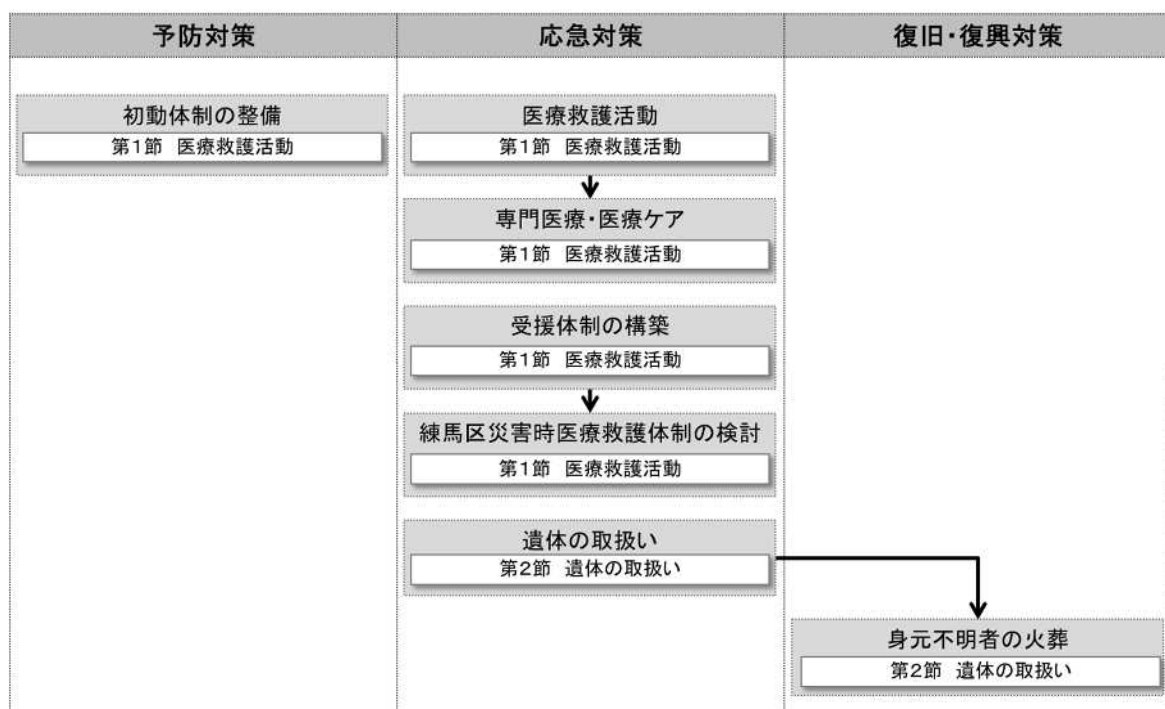 予防対策
応急対策
復旧・復興対策
初動体制の整備
第1節 医療救護活動
医療救護活動
第1節 医療救護活動
専門医療・医療ケア
第1節 医療救護活動
受援体制の構築
第1節 医療救護活動
練馬区災害時医療救護体制の検討
第1節 医療救護活動
遺体の取扱い
第2節 遺体の取扱い
身元不明者の火葬
第2節 遺体の取扱い